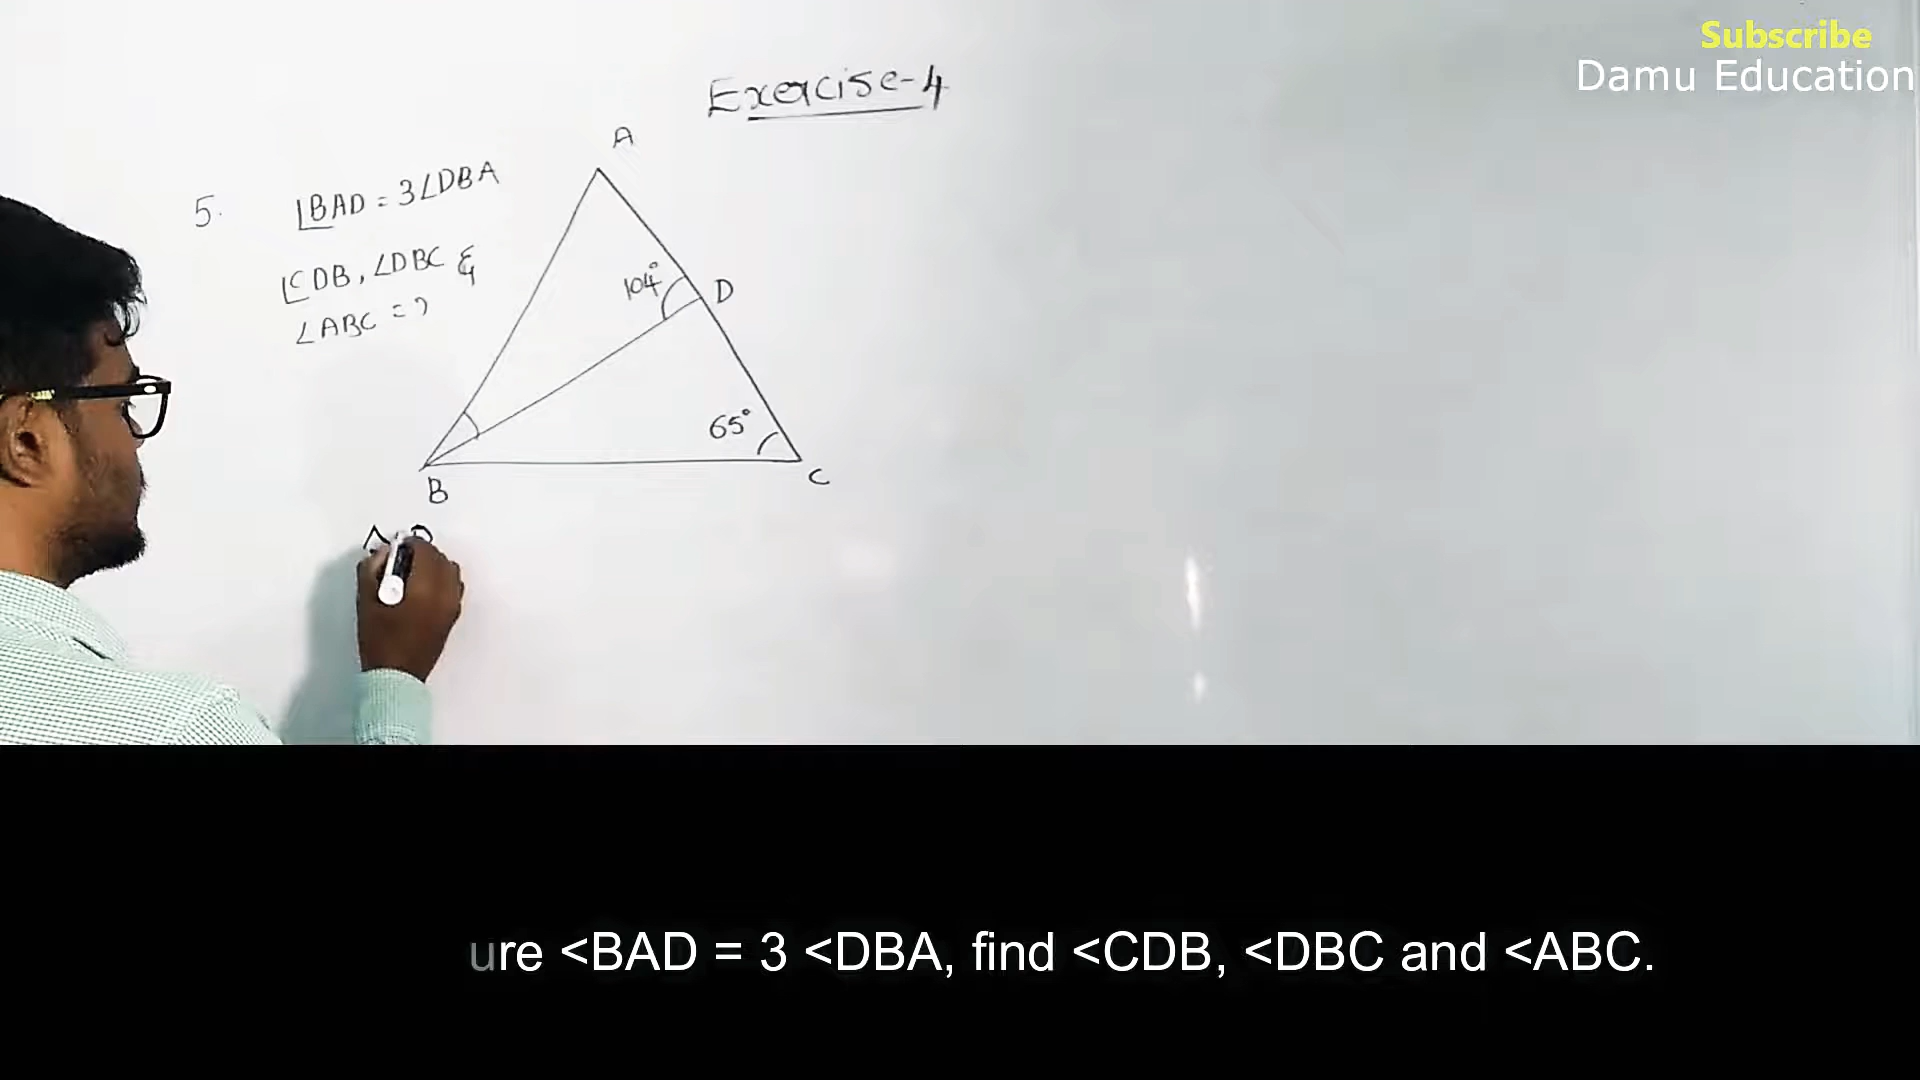 Subscribe
Damu Education
Exercise-4
5. ∠BAD = 3∠DBA
∠CDB, ∠DBC &
∠ABC = ?
A
104°
D
65°
B
C
ure <BAD = 3 <DBA, find <CDB, <DBC and <ABC.